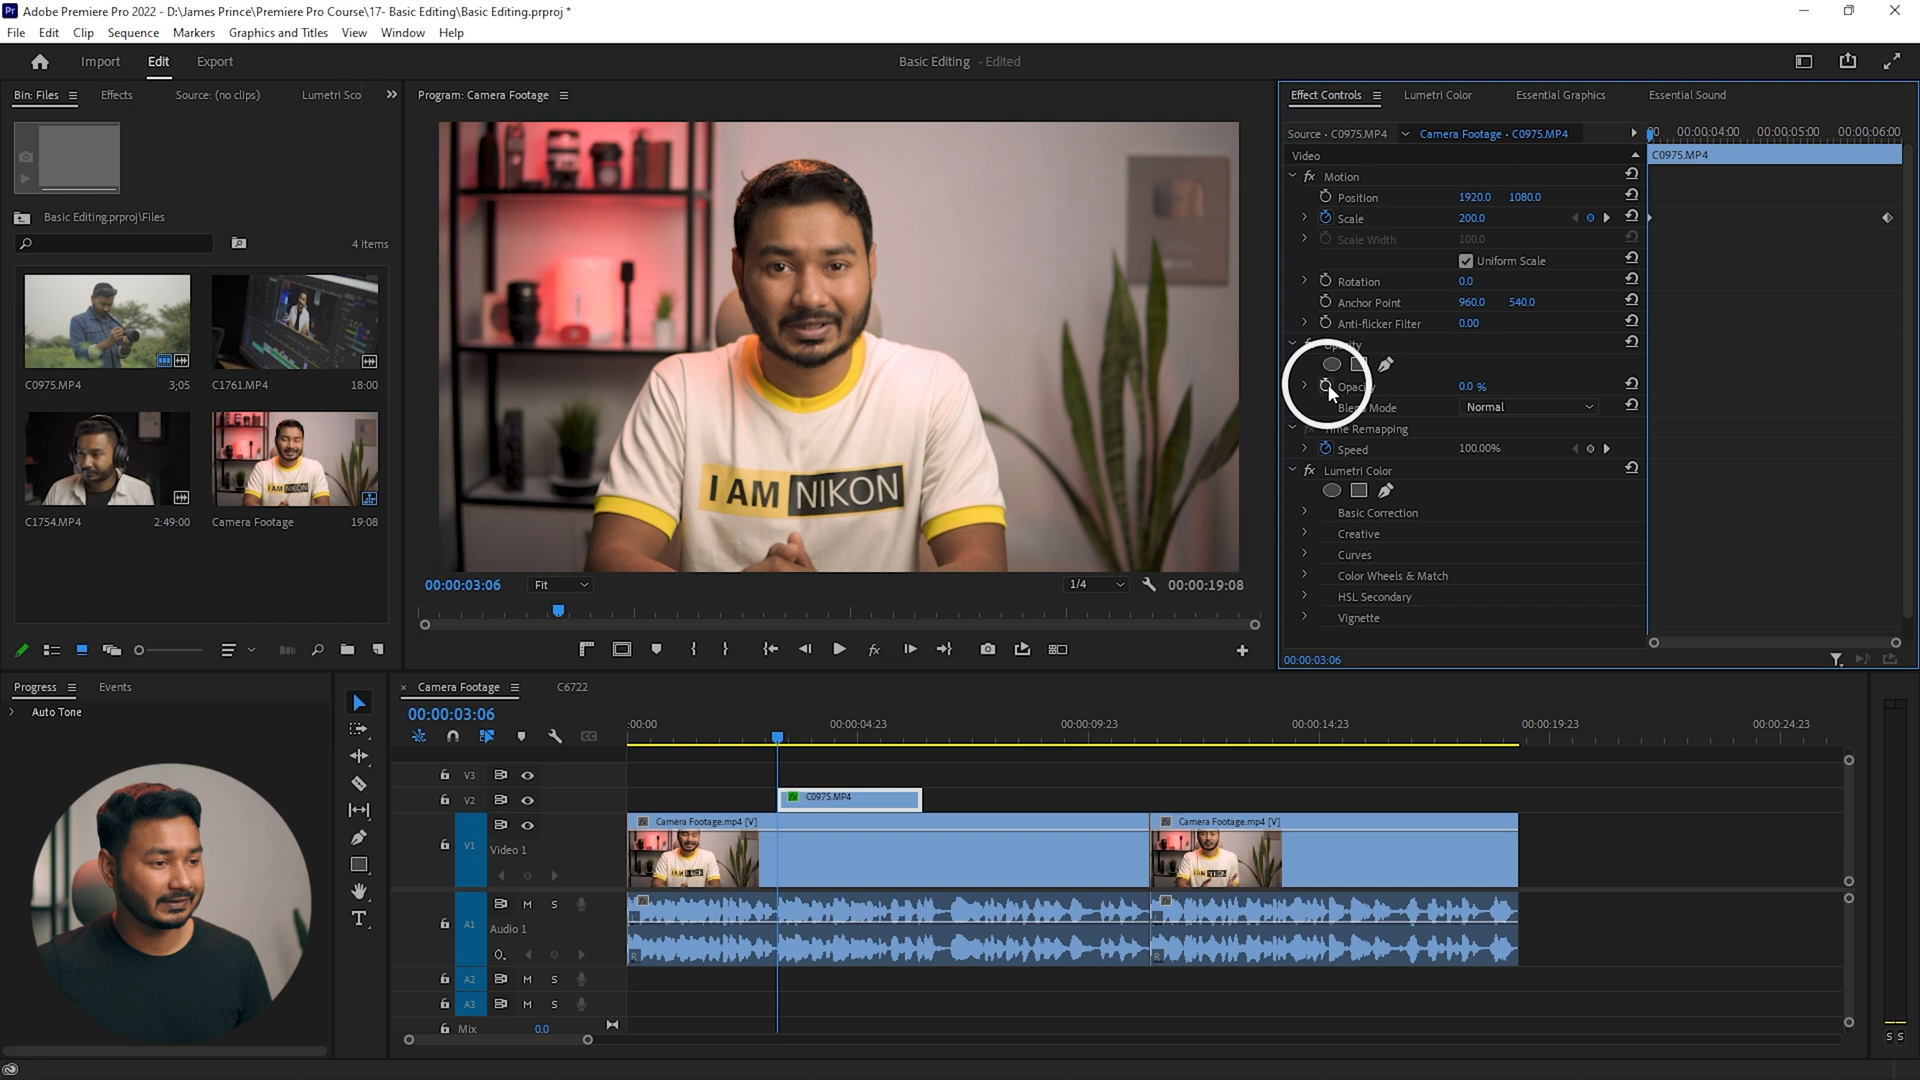 Pr Adobe Premiere Pro 2022 - D:\James Prince\Premiere Pro Course\17- Basic Editing\Basic Editing.prproj *
File Edit Clip Sequence Markers Graphics and Titles View Window Help
Import Edit Export
Basic Editing - Edited
Bin: Files Effects Source: (no clips) Lumetri Sco
Basic Editing.prproj\Files
4 items
C0975.MP4 3;05
C1761.MP4 18:00
C1754.MP4 2:49:00
Camera Footage 19:08
Program: Camera Footage
I AM NIKON
00:00:03:06 Fit 1/4 00:00:19:08
Effect Controls Lumetri Color Essential Graphics Essential Sound
Source • C0975.MP4 Camera Footage • C0975.MP4
00:00:04:00 00:00:05:00 00:00:06:00
Video
C0975.MP4
fx Motion
Position 1920.0 1080.0
Scale 200.0
Scale Width 100.0
Uniform Scale
Rotation 0.0
Anchor Point 960.0 540.0
Anti-flicker Filter 0.00
Opacity
Opacity 0.0 %
Blend Mode Normal
Time Remapping
Speed 100.00%
fx Lumetri Color
Basic Correction
Creative
Curves
Color Wheels & Match
HSL Secondary
Vignette
00:00:03:06
Progress Events
Auto Tone
Camera Footage C6722
00:00:03:06
:00:00 00:00:04:23 00:00:09:23 00:00:14:23 00:00:19:23 00:00:24:23
V3
V2
C0975.MP4
V1 Video 1
Camera Footage.mp4 [V]
Camera Footage.mp4 [V]
A1 M S
Audio 1
R
R
A2 M S
A3 M S
Mix 0.0
S S